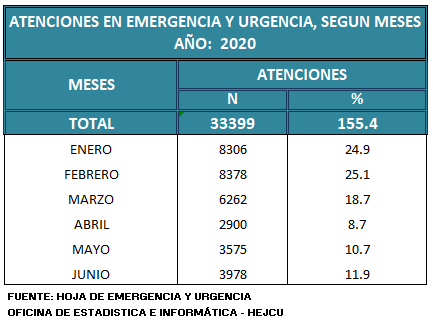 ATENCIONES EN EMERGENCIA Y URGENCIA, SEGUN MESES
AÑO: 2020
MESES ATENCIONES
N %
TOTAL 33399 155.4
ENERO 8306 24.9
FEBRERO 8378 25.1
MARZO 6262 18.7
ABRIL 2900 8.7
MAYO 3575 10.7
JUNIO 3978 11.9
FUENTE: HOJA DE EMERGENCIA Y URGENCIA
OFICINA DE ESTADISTICA E INFORMÁTICA - HEJCU